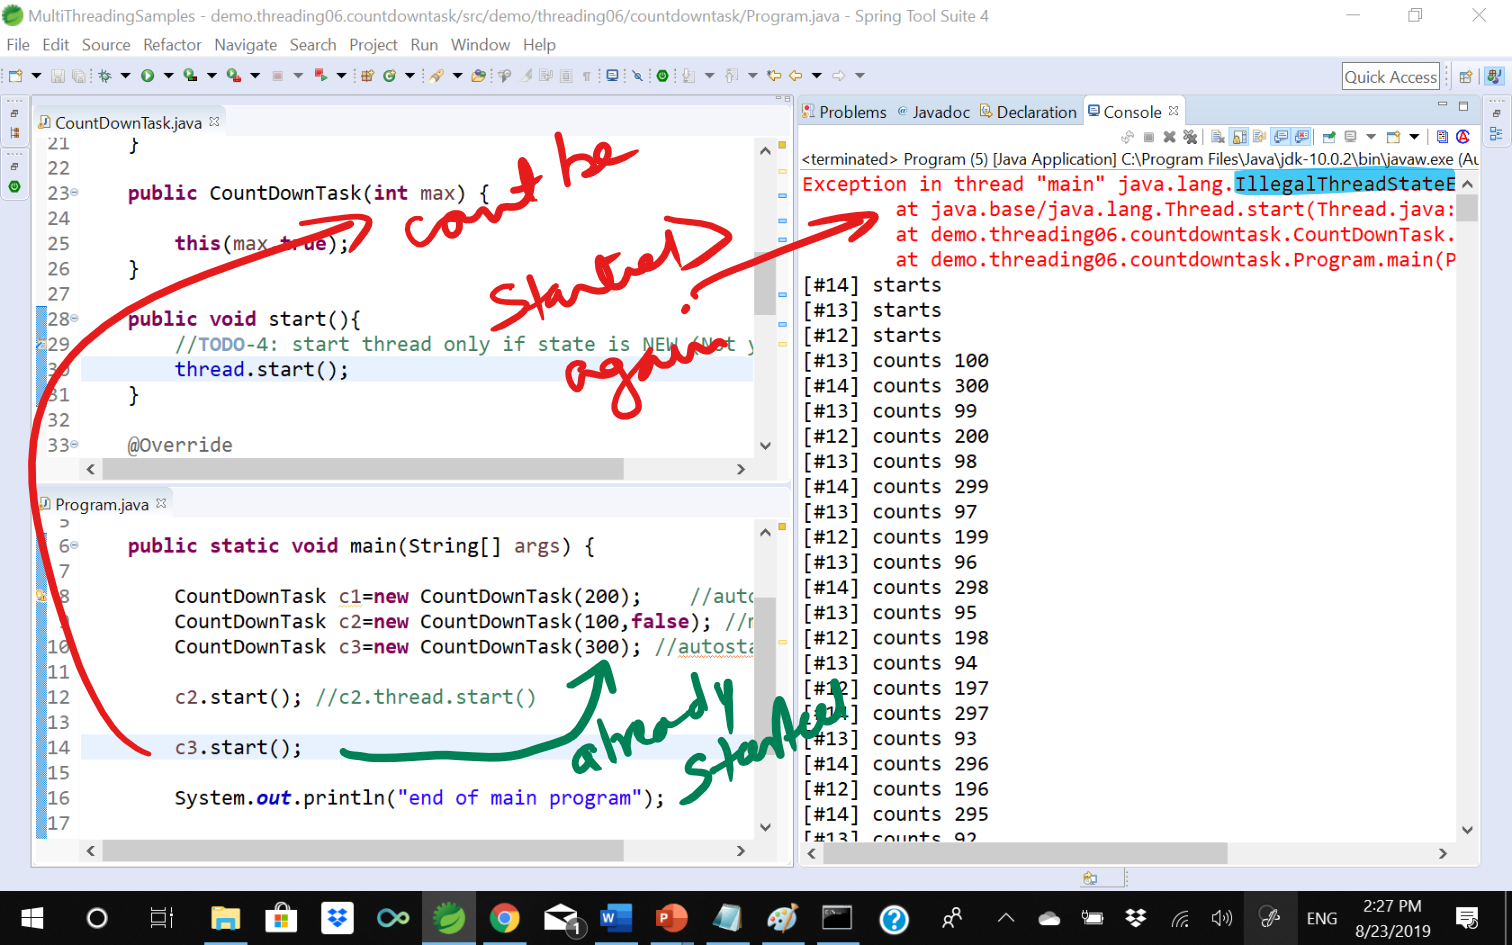 MultiThreadingSamples - demo.threading06.countdowntask/src/demo/threading06/countdowntask/Program.java - Spring Tool Suite 4
File Edit Source Refactor Navigate Search Project Run Window Help
Quick Access
CountDownTask.java
21 }
22
23 public CountDownTask(int max) {
24
25 this(max,true);
26 }
27
28 public void start(){
29 //TODO-4: start thread only if state is NEW (Not y
30 thread.start();
31 }
32
33 @Override
count be
started
again
Program.java
5
6 public static void main(String[] args) {
7
8 CountDownTask c1=new CountDownTask(200); //auto
9 CountDownTask c2=new CountDownTask(100,false); //n
10 CountDownTask c3=new CountDownTask(300); //autosta
11
12 c2.start(); //c2.thread.start()
13
14 c3.start();
15
16 System.out.println("end of main program");
17
already
started
Problems Javadoc Declaration Console
<terminated> Program (5) [Java Application] C:\Program Files\Java\jdk-10.0.2\bin\javaw.exe (Au
Exception in thread "main" java.lang.IllegalThreadStateE
at java.base/java.lang.Thread.start(Thread.java:
at demo.threading06.countdowntask.CountDownTask.
at demo.threading06.countdowntask.Program.main(P
[#14] starts
[#13] starts
[#12] starts
[#13] counts 100
[#14] counts 300
[#13] counts 99
[#12] counts 200
[#13] counts 98
[#14] counts 299
[#13] counts 97
[#12] counts 199
[#13] counts 96
[#14] counts 298
[#13] counts 95
[#12] counts 198
[#13] counts 94
[#12] counts 197
[#14] counts 297
[#13] counts 93
[#14] counts 296
[#12] counts 196
[#14] counts 295
[#13] counts 92
1
ENG
2:27 PM
8/23/2019